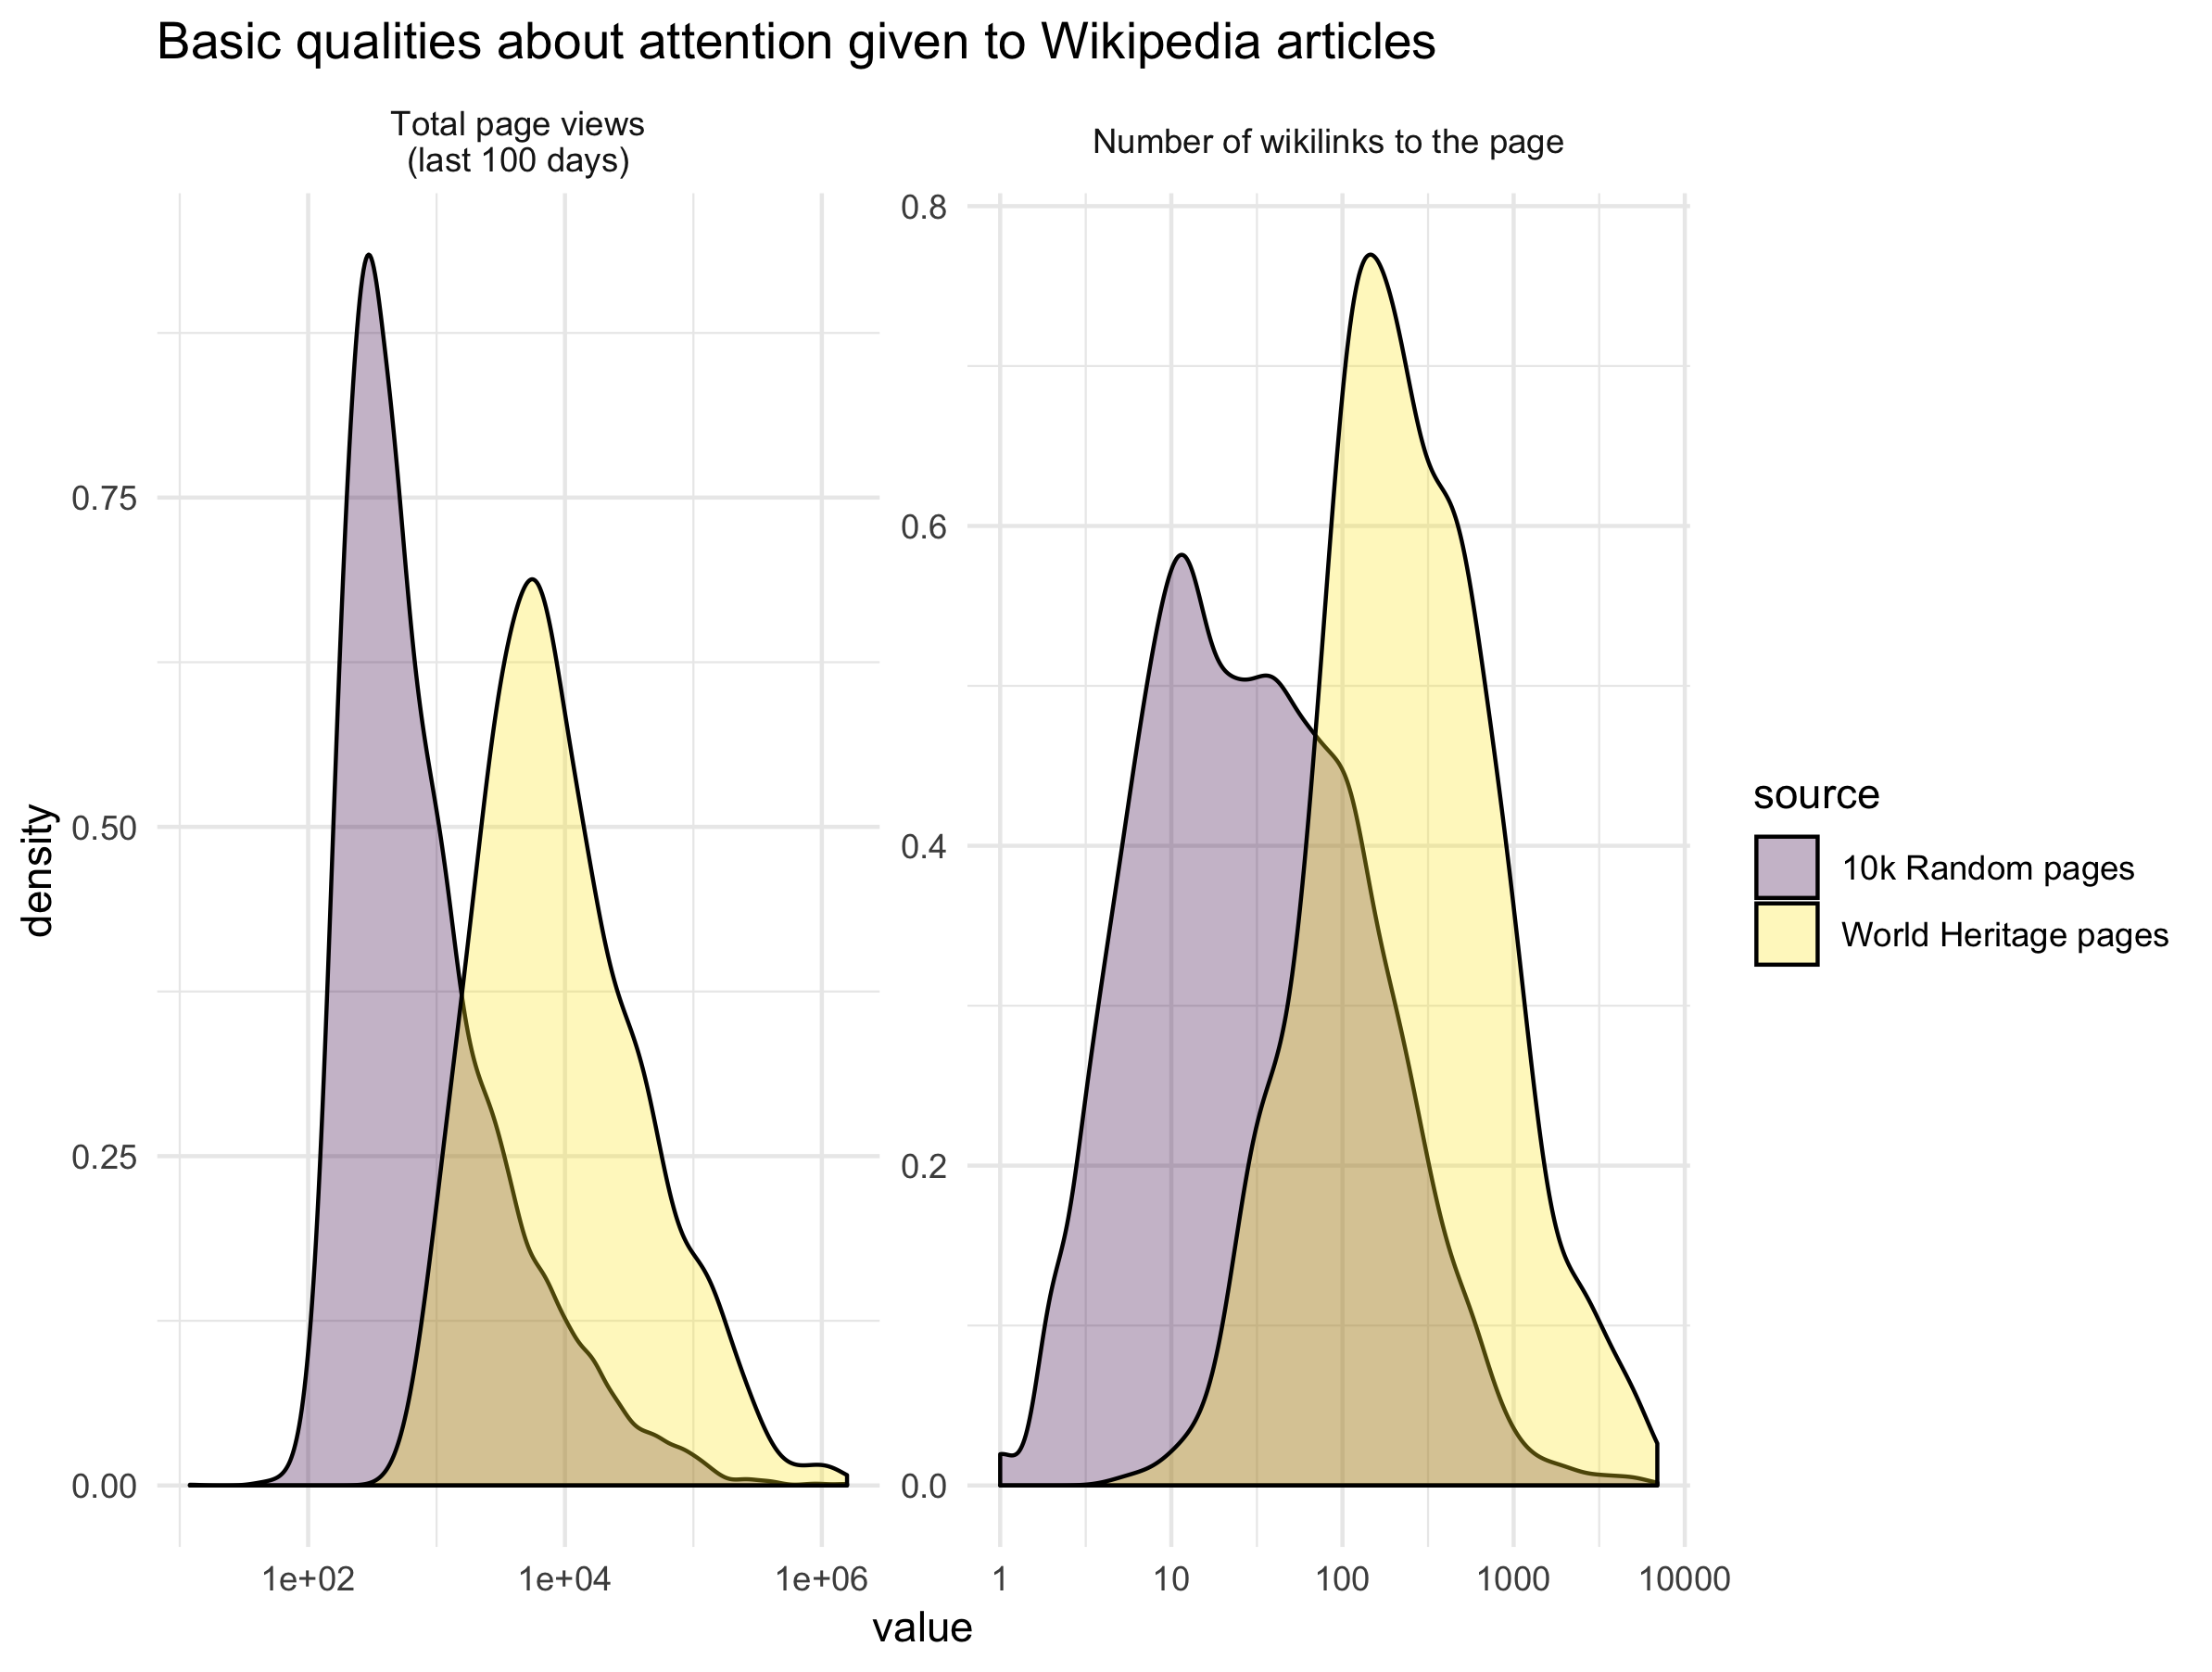 Basic qualities about attention given to Wikipedia articles
Total page views
(last 100 days)
Number of wikilinks to the page
density
0.75
0.50
0.25
0.00
0.8
0.6
0.4
0.2
0.0
1e+02
1e+04
1e+06
1
10
100
1000
10000
value
source
10k Random pages
World Heritage pages